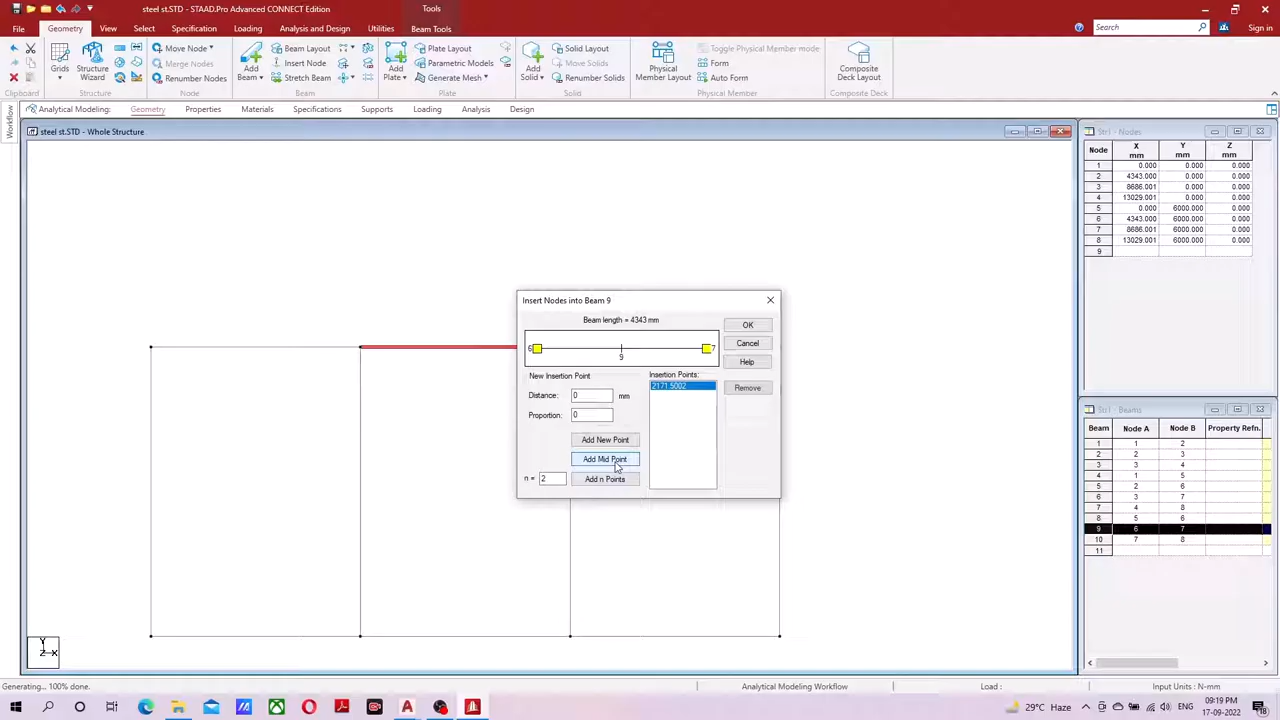 steel st.STD - STAAD.Pro Advanced CONNECT Edition
Tools
File
Geometry
View
Select
Specification
Loading
Analysis and Design
Utilities
Beam Tools
Search
Sign in
Grids
Structure Wizard
Structure
Move Node
Merge Nodes
Renumber Nodes
Node
Add Beam
Beam Layout
Insert Node
Stretch Beam
Beam
Add Plate
Plate Layout
Parametric Models
Generate Mesh
Plate
Add Solid
Solid Layout
Move Solids
Renumber Solids
Solid
Physical Member Layout
Toggle Physical Member mode
Form
Auto Form
Physical Member
Composite Deck Layout
Composite Deck
Workflow
Analytical Modeling:
Geometry
Properties
Materials
Specifications
Supports
Loading
Analysis
Design
steel st.STD - Whole Structure
Str1 - Nodes
Node X mm Y mm Z mm
1 0.000 0.000 0.000
2 4343.000 0.000 0.000
3 8686.001 0.000 0.000
4 13029.001 0.000 0.000
5 0.000 6000.000 0.000
6 4343.000 6000.000 0.000
7 8686.001 6000.000 0.000
8 13029.001 6000.000 0.000
9
Insert Nodes into Beam 9
Beam length = 4343 mm
6 7
9
OK
Cancel
Help
New Insertion Point
Distance: 0 mm
Proportion: 0
Add New Point
Add Mid Point
n = 2 Add n Points
Insertion Points:
2171.5002
Remove
Str1 - Beams
Beam Node A Node B Property Refn.
1 1 2
2 2 3
3 3 4
4 1 5
5 2 6
6 3 7
7 4 8
8 5 6
9 6 7
10 7 8
11
Y
Z X
Generating... 100% done.
Analytical Modeling Workflow
Load :
Input Units : N-mm
29°C Haze
ENG
09:19 PM
17-09-2022
18